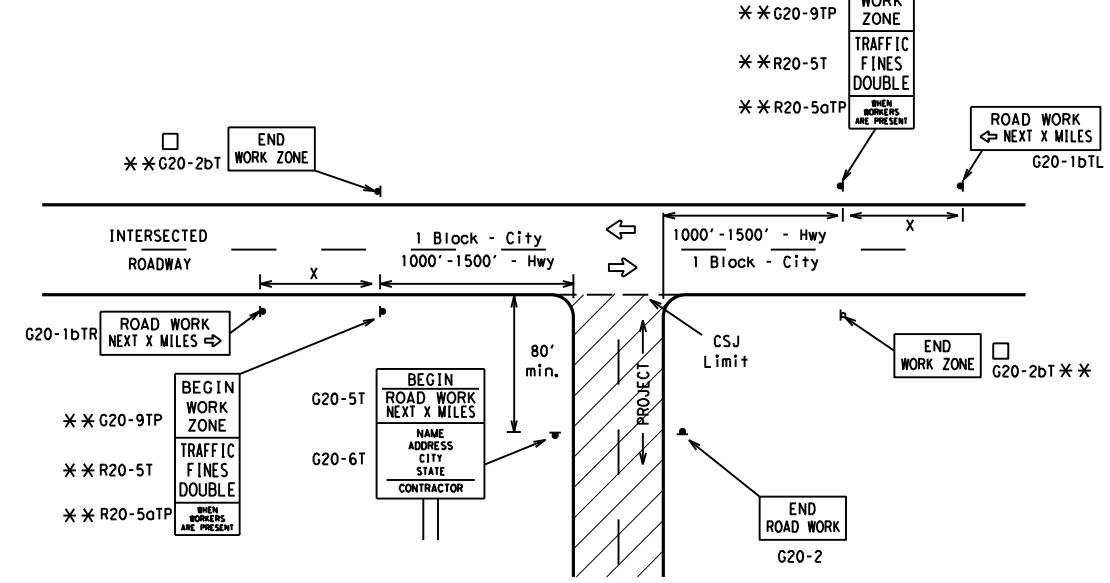 WORK
ZONE
✱✱G20-9TP
TRAFFIC
FINES
DOUBLE
✱✱R20-5T
WHEN
WORKERS
ARE PRESENT
✱✱R20-5aTP
ROAD WORK
⇦ NEXT X MILES
G20-1bTL
END
WORK ZONE
□
✱✱G20-2bT
INTERSECTED
ROADWAY
X
1 Block - City
1000'-1500' - Hwy
⇦
⇨
1000'-1500' - Hwy
1 Block - City
X
G20-1bTR
ROAD WORK
NEXT X MILES ⇨
80'
min.
CSJ
Limit
PROJECT
END
WORK ZONE
□
G20-2bT ✱✱
BEGIN
WORK
ZONE
✱✱G20-9TP
TRAFFIC
FINES
DOUBLE
✱✱R20-5T
WHEN
WORKERS
ARE PRESENT
✱✱R20-5aTP
G20-5T
BEGIN
ROAD WORK
NEXT X MILES
G20-6T
NAME
ADDRESS
CITY
STATE
CONTRACTOR
END
ROAD WORK
G20-2